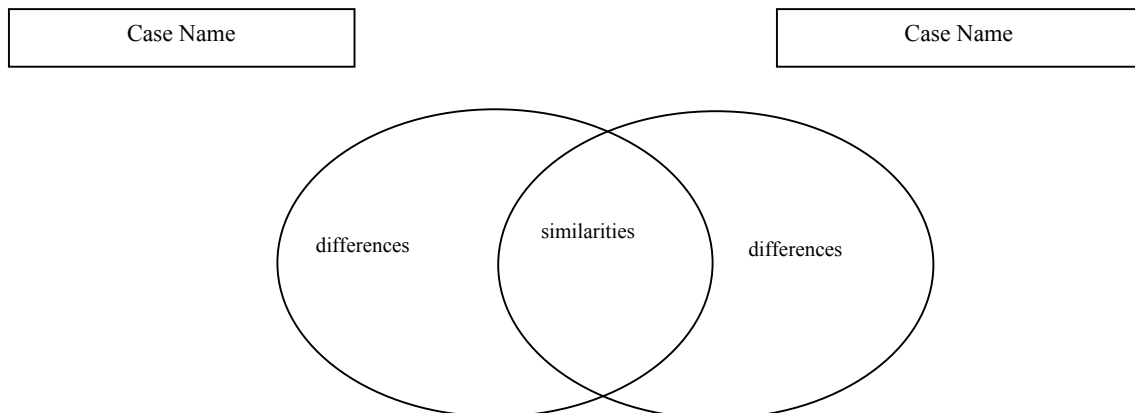 Case Name
Case Name
differences
similarities
differences